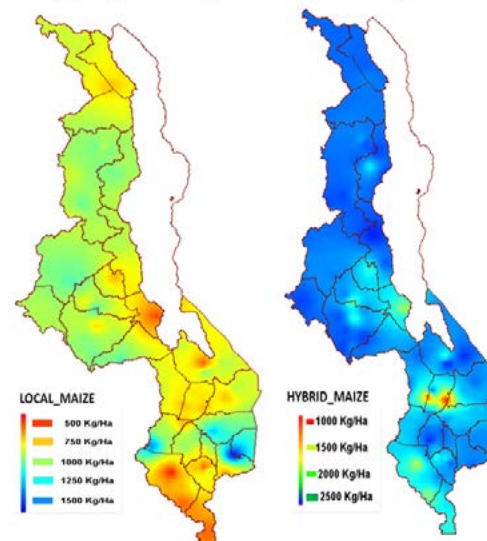 LOCAL_MAIZE
500 Kg/Ha
750 Kg/Ha
1000 Kg/Ha
1250 Kg/Ha
1500 Kg/Ha
HYBRID_MAIZE
1000 Kg/Ha
1500 Kg/Ha
2000 Kg/Ha
2500 Kg/Ha